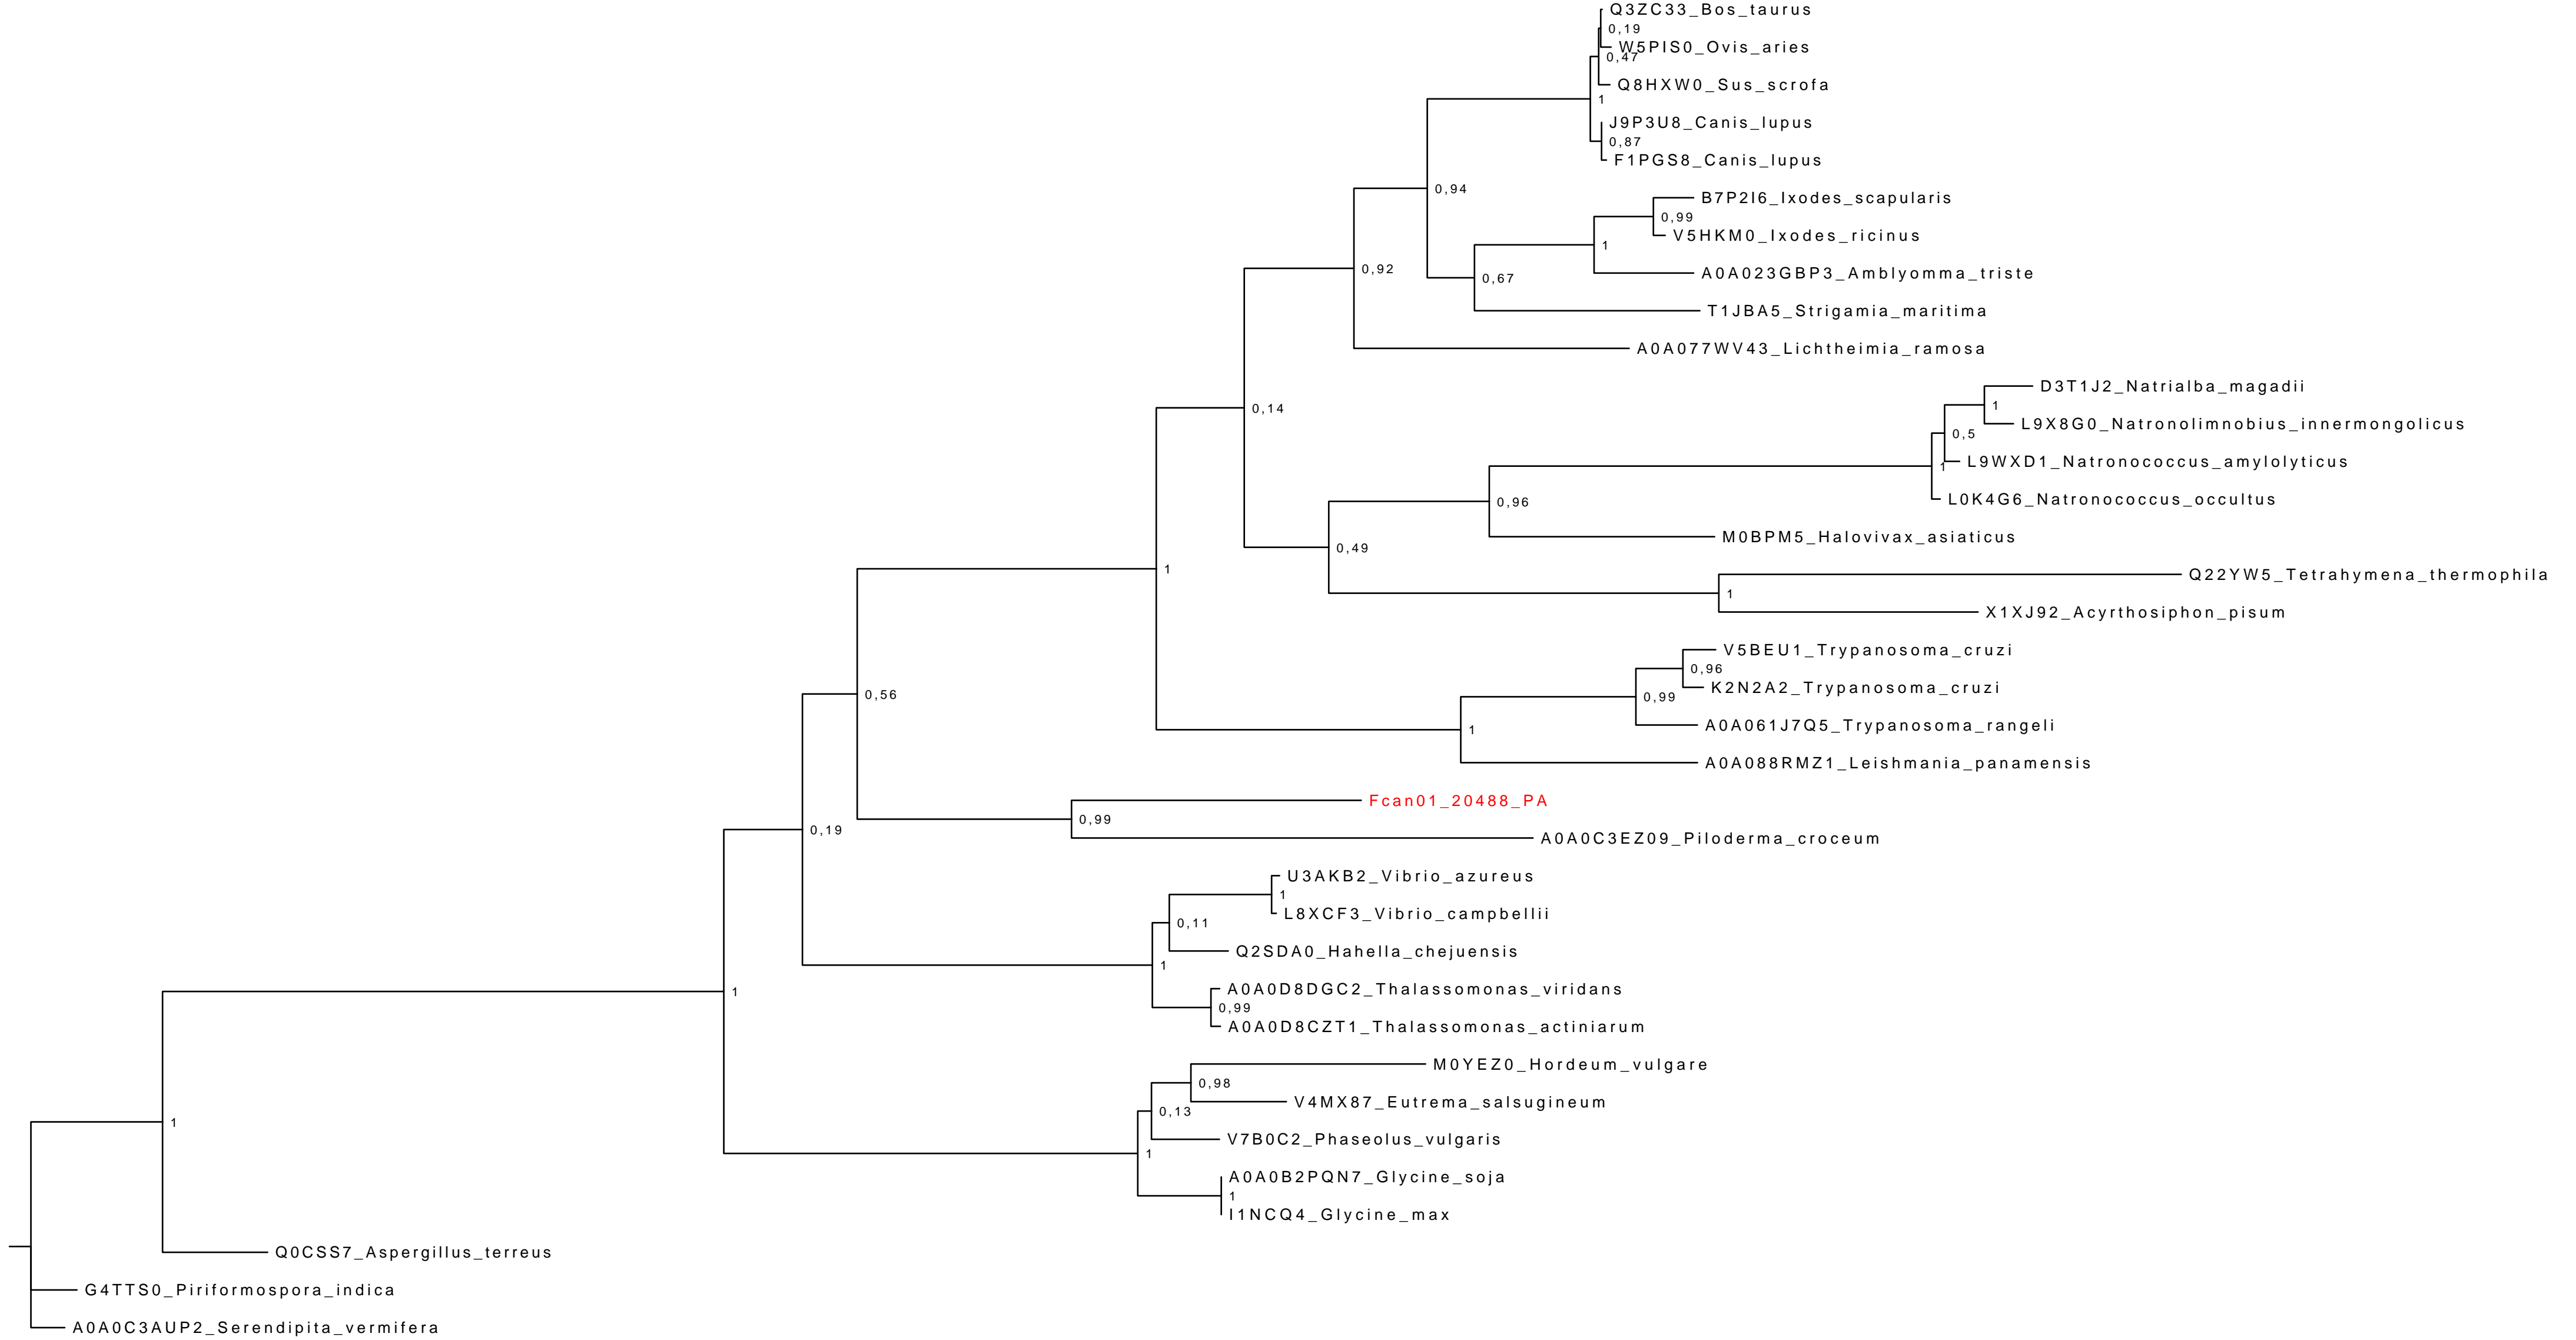 Q3ZC33_Bos_taurus
0,19
W5PIS0_Ovis_aries
0,47
Q8HXW0_Sus_scrofa
1
J9P3U8_Canis_lupus
0,87
F1PGS8_Canis_lupus
0,94
B7P2I6_Ixodes_scapularis
0,99
V5HKM0_Ixodes_ricinus
1
0,92
A0A023GBP3_Amblyomma_triste
0,67
T1JBA5_Strigamia_maritima
A0A077WV43_Lichtheimia_ramosa
D3T1J2_Natrialba_magadii
1
0,14
L9X8G0_Natronolimnobius_innermongolicus
0,5
L9WXD1_Natronococcus_amylolyticus
1
L0K4G6_Natronococcus_occultus
0,96
M0BPM5_Halovivax_asiaticus
0,49
1
Q22YW5_Tetrahymena_thermophila
1
X1XJ92_Acyrthosiphon_pisum
V5BEU1_Trypanosoma_cruzi
0,96
K2N2A2_Trypanosoma_cruzi
0,56
0,99
A0A061J7Q5_Trypanosoma_rangeli
1
A0A088RMZ1_Leishmania_panamensis
Fcan01_20488_PA
0,99
0,19
A0A0C3EZ09_Piloderma_croceum
U3AKB2_Vibrio_azureus
1
L8XCF3_Vibrio_campbellii
0,11
Q2SDA0_Hahella_chejuensis
1
A0A0D8DGC2_Thalassomonas_viridans
1
0,99
A0A0D8CZT1_Thalassomonas_actiniarum
M0YEZ0_Hordeum_vulgare
0,98
V4MX87_Eutrema_salsugineum
0,13
1
V7B0C2_Phaseolus_vulgaris
1
A0A0B2PQN7_Glycine_soja
1
I1NCQ4_Glycine_max
Q0CSS7_Aspergillus_terreus
G4TTS0_Piriformospora_indica
A0A0C3AUP2_Serendipita_vermifera